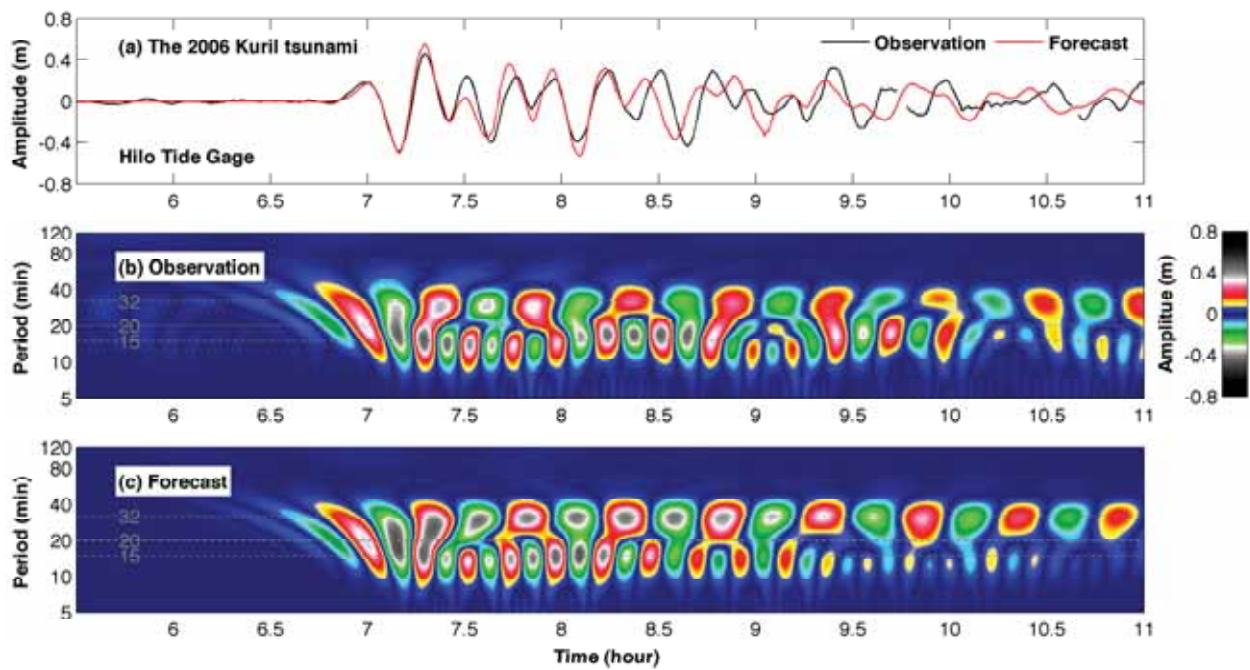 0.8
(a) The 2006 Kuril tsunami
Observation Forecast
0.4
0
-0.4
-0.8
Amplitude (m)
Hilo Tide Gage
6 6.5 7 7.5 8 8.5 9 9.5 10 10.5 11
120
80
40
20
10
5
Period (min)
(b) Observation
32
20
15
6 6.5 7 7.5 8 8.5 9 9.5 10 10.5 11
0.8
0.4
0
-0.4
-0.8
Amplitue (m)
120
80
40
20
10
5
Period (min)
(c) Forecast
32
20
15
6 6.5 7 7.5 8 8.5 9 9.5 10 10.5 11
Time (hour)